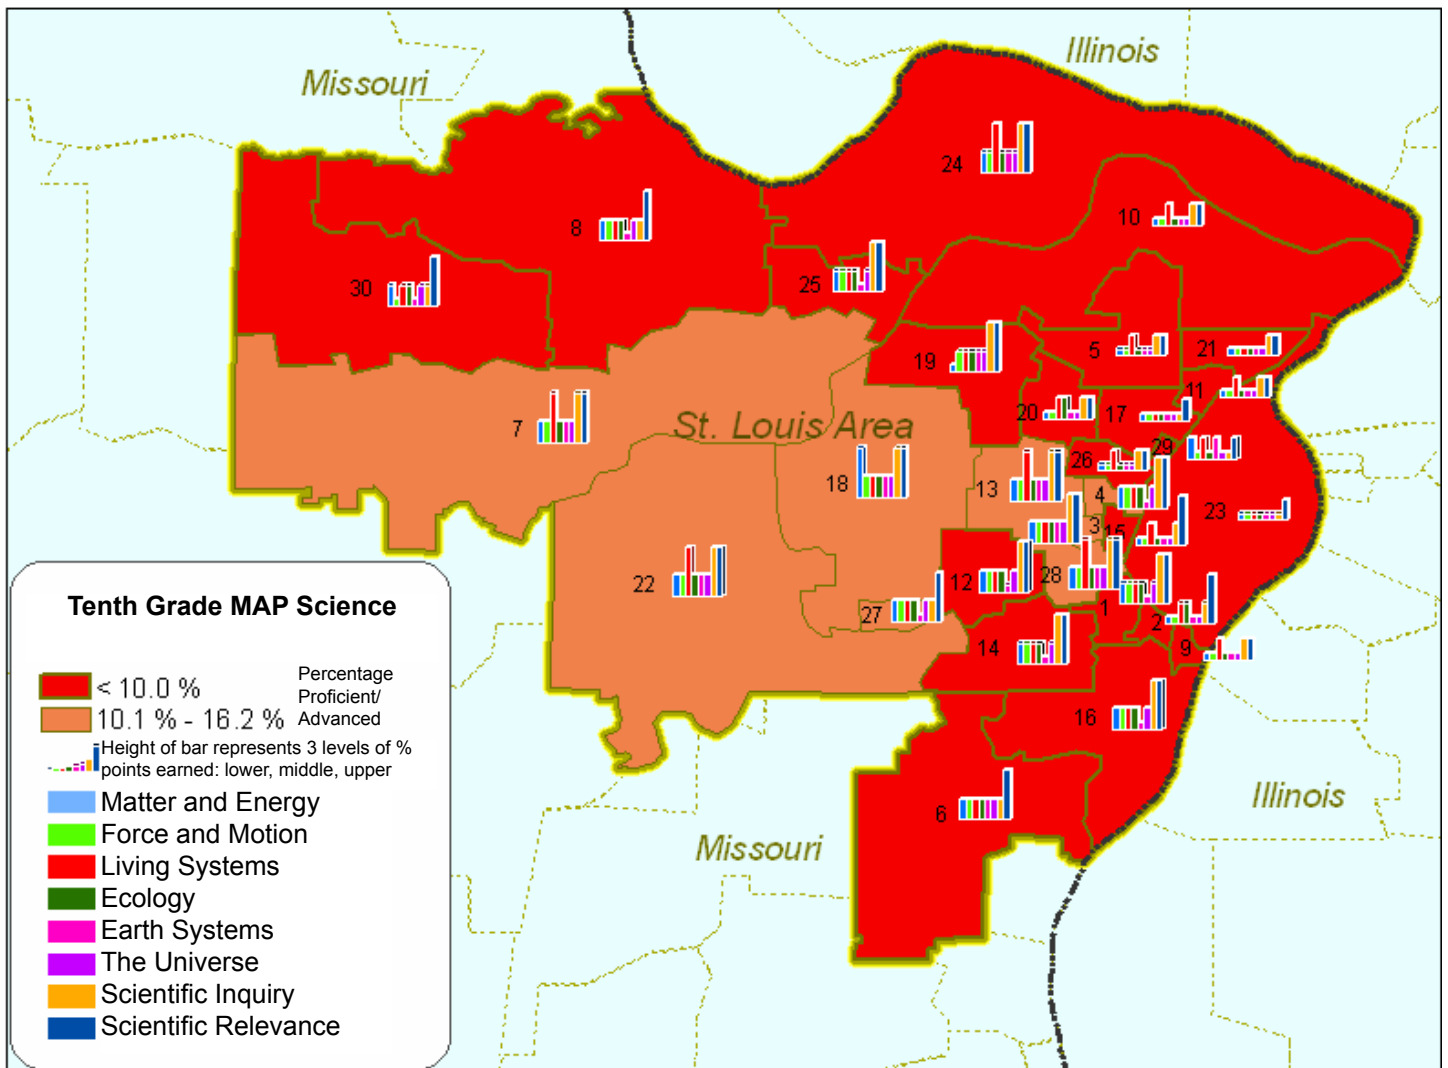 Illinois
Missouri
24
10
8
25
30
5
21
19
11
20
17
7
St. Louis Area
29
26
18
13
4
23
3
15
22
12
28
27
1
2
14
9
16
6
Illinois
Missouri
Tenth Grade MAP Science
< 10.0 %
10.1 % - 16.2 %
Percentage
Proficient/
Advanced
Height of bar represents 3 levels of %
points earned: lower, middle, upper
Matter and Energy
Force and Motion
Living Systems
Ecology
Earth Systems
The Universe
Scientific Inquiry
Scientific Relevance